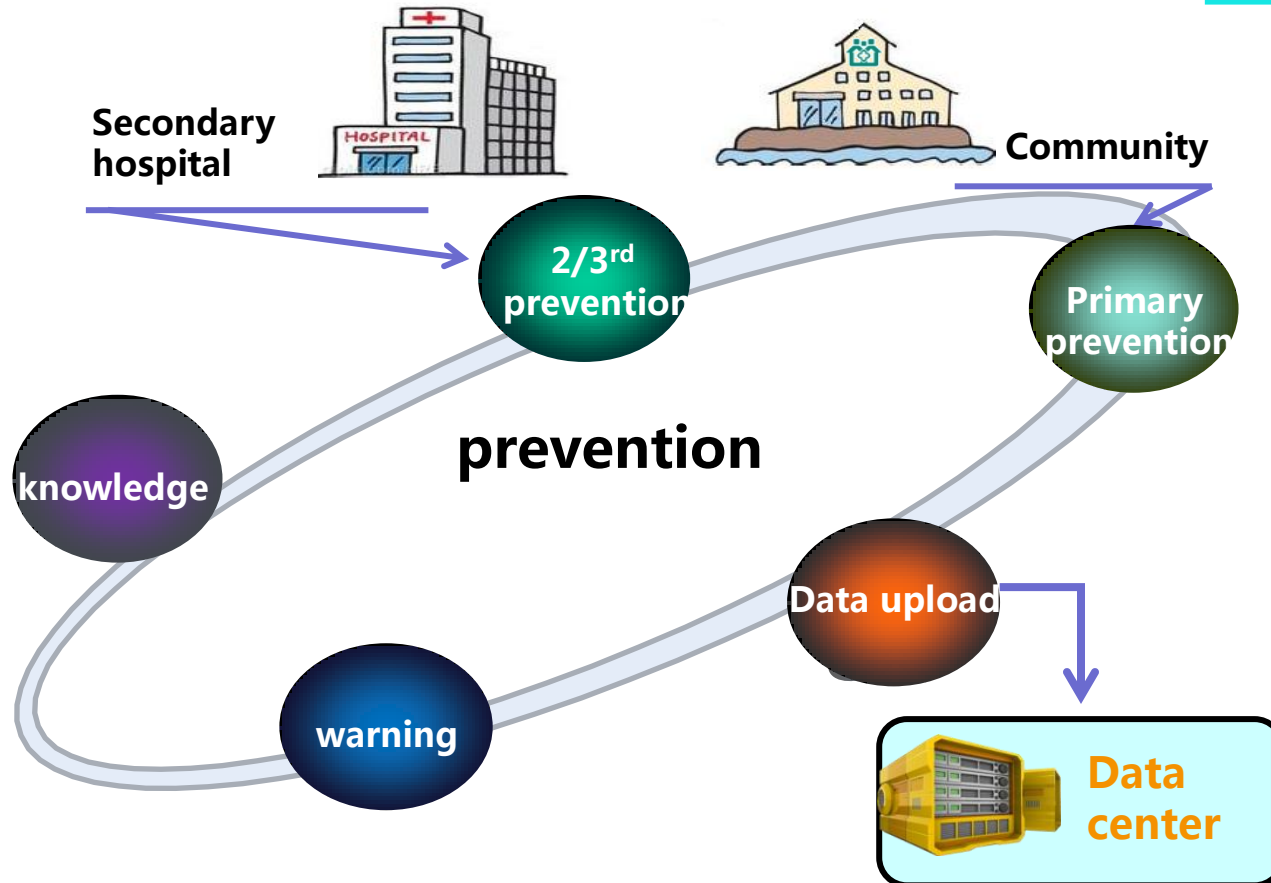 Secondary
hospital
HOSPITAL
Community
2/3rd
prevention
Primary
prevention
knowledge
prevention
Data upload
warning
Data
center